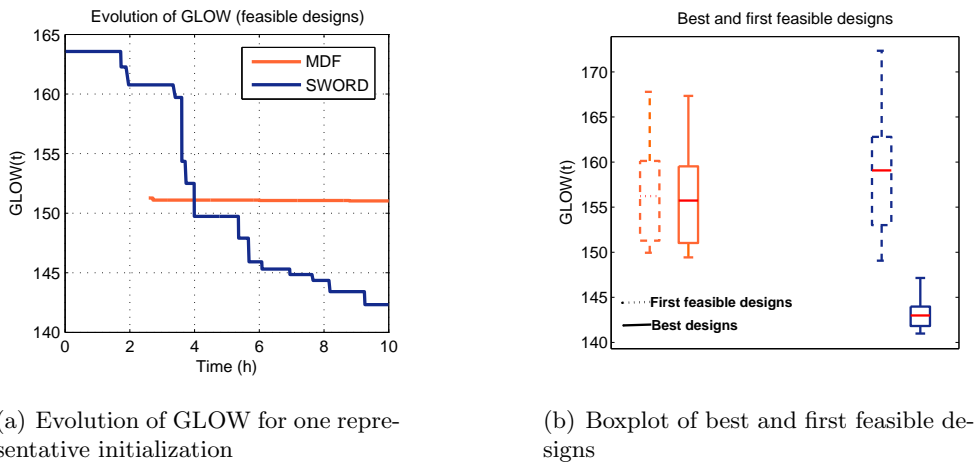 Evolution of GLOW (feasible designs)
165
160
155
150
145
140
GLOW(t)
MDF
SWORD
0
2
4
6
8
10
Time (h)
Best and first feasible designs
170
165
160
155
150
145
140
GLOW(t)
First feasible designs
Best designs
(a) Evolution of GLOW for one repre-
sentative initialization
(b) Boxplot of best and first feasible de-
signs